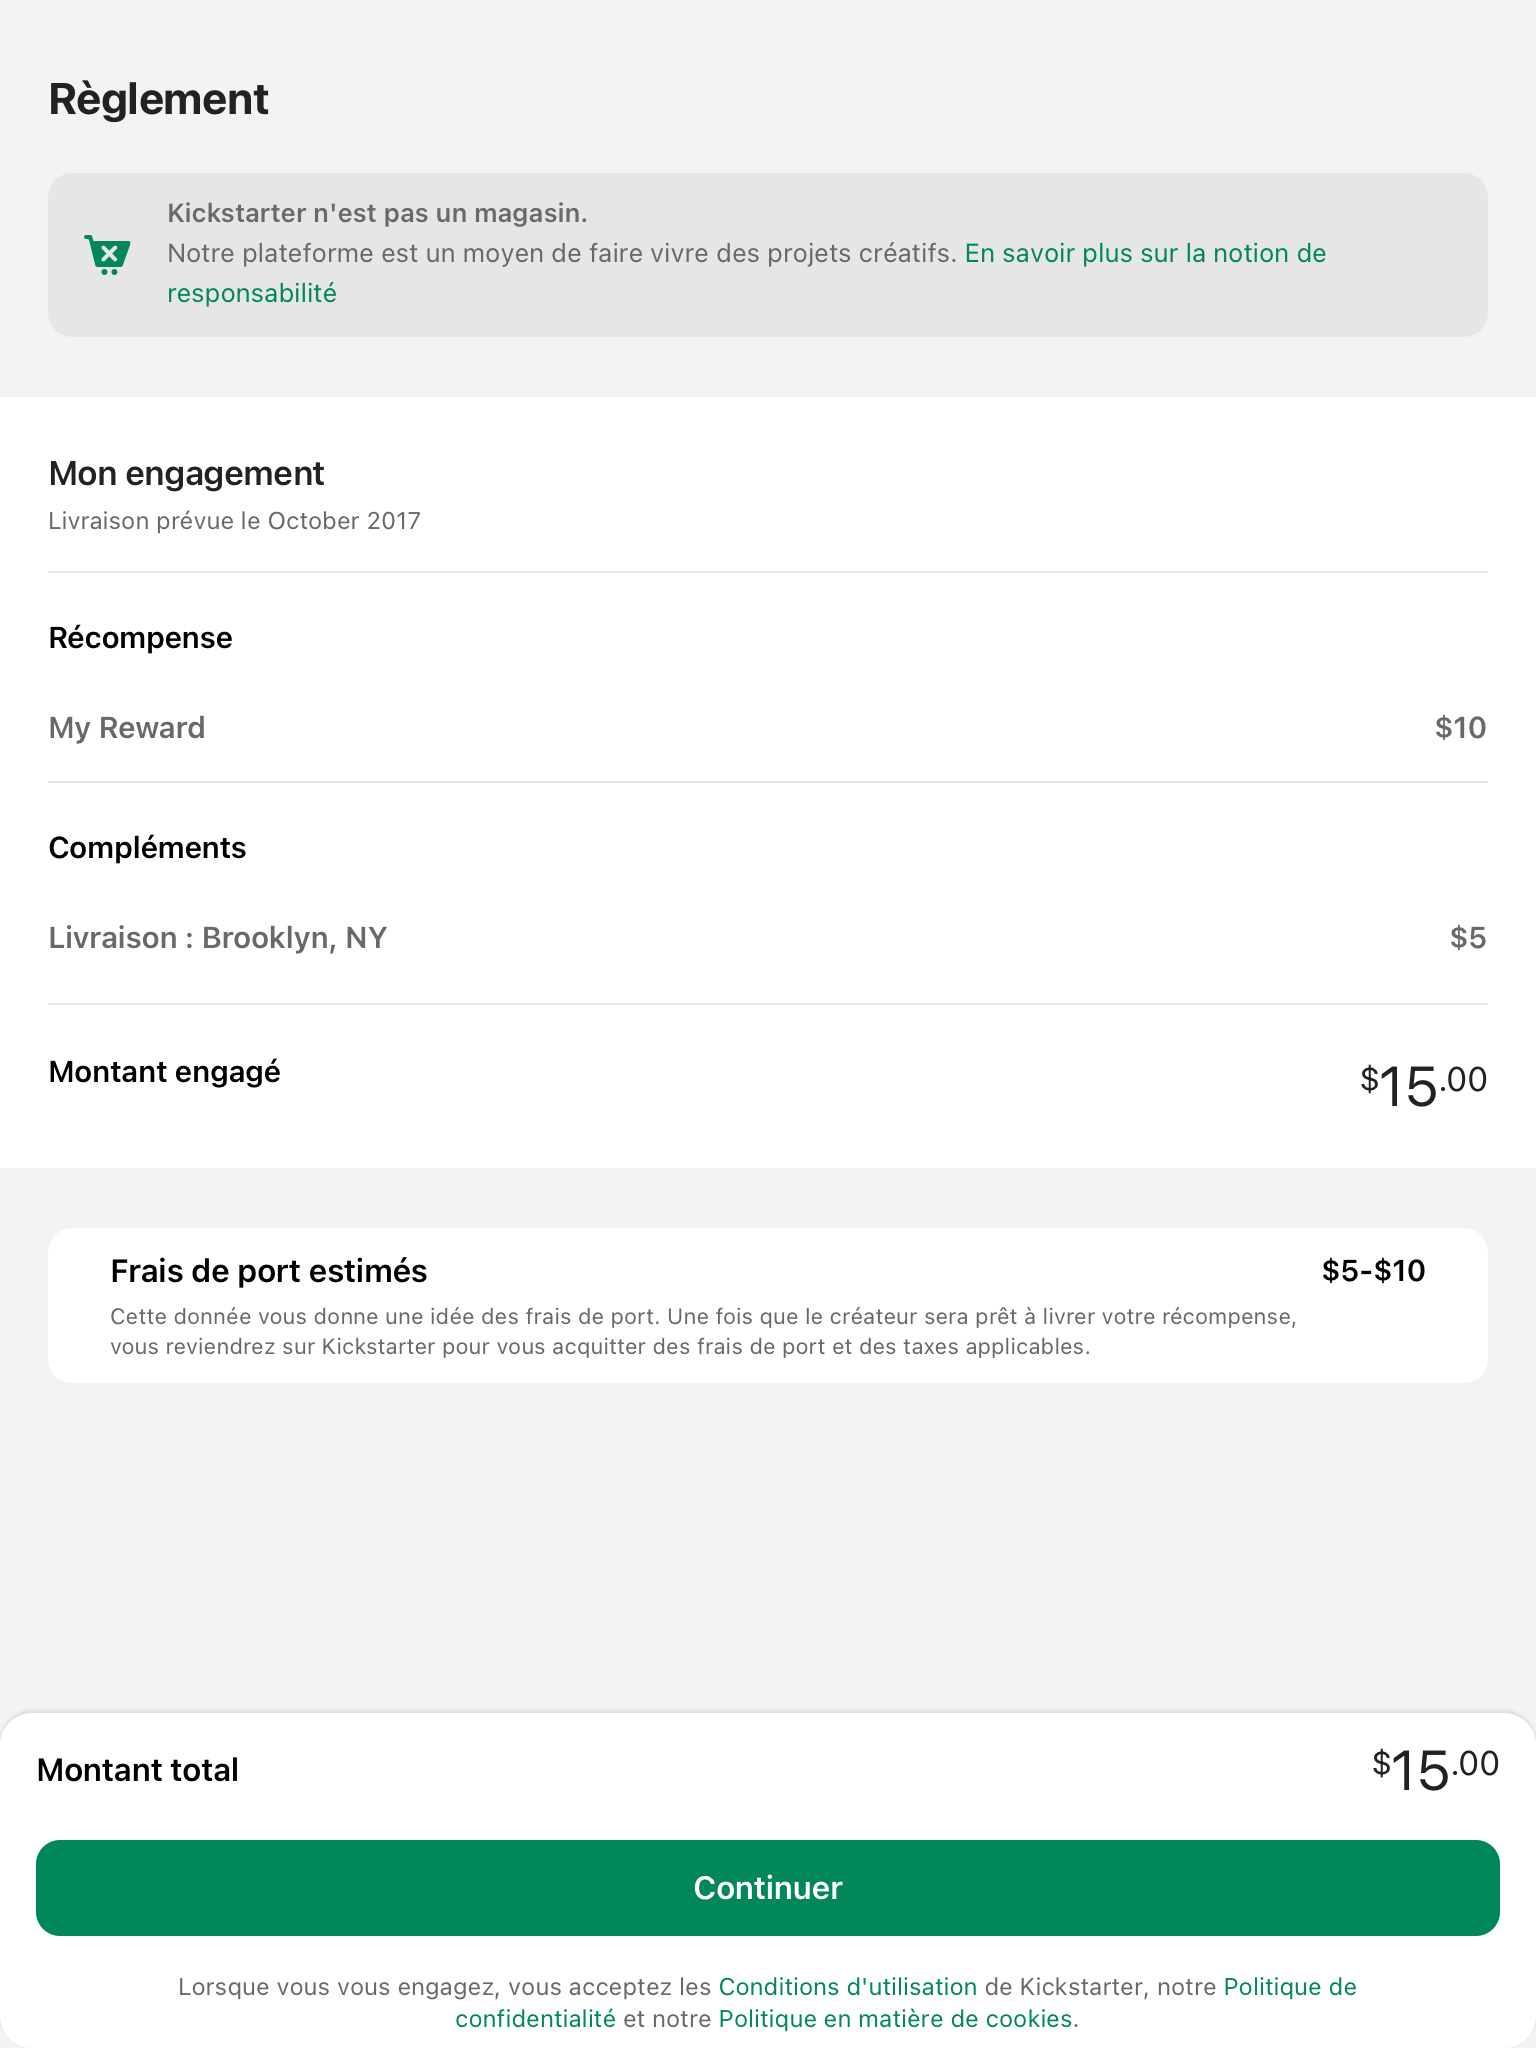 Règlement
Kickstarter n'est pas un magasin.
Notre plateforme est un moyen de faire vivre des projets créatifs. En savoir plus sur la notion de
responsabilité
Mon engagement
Livraison prévue le October 2017
Récompense
My Reward $10
Compléments
Livraison : Brooklyn, NY $5
Montant engagé $15.00
Frais de port estimés $5-$10
Cette donnée vous donne une idée des frais de port. Une fois que le créateur sera prêt à livrer votre récompense,
vous reviendrez sur Kickstarter pour vous acquitter des frais de port et des taxes applicables.
Montant total $15.00
Continuer
Lorsque vous vous engagez, vous acceptez les Conditions d'utilisation de Kickstarter, notre Politique de
confidentialité et notre Politique en matière de cookies.